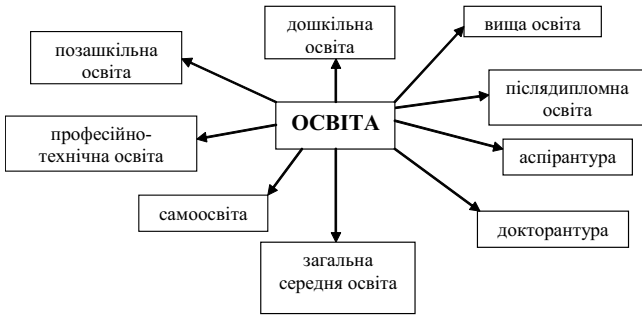 дошкільна
освіта
вища освіта
позашкільна
освіта
післядипломна
освіта
ОСВІТА
професійно-
технічна освіта
аспірантура
самоосвіта
докторантура
загальна
середня освіта